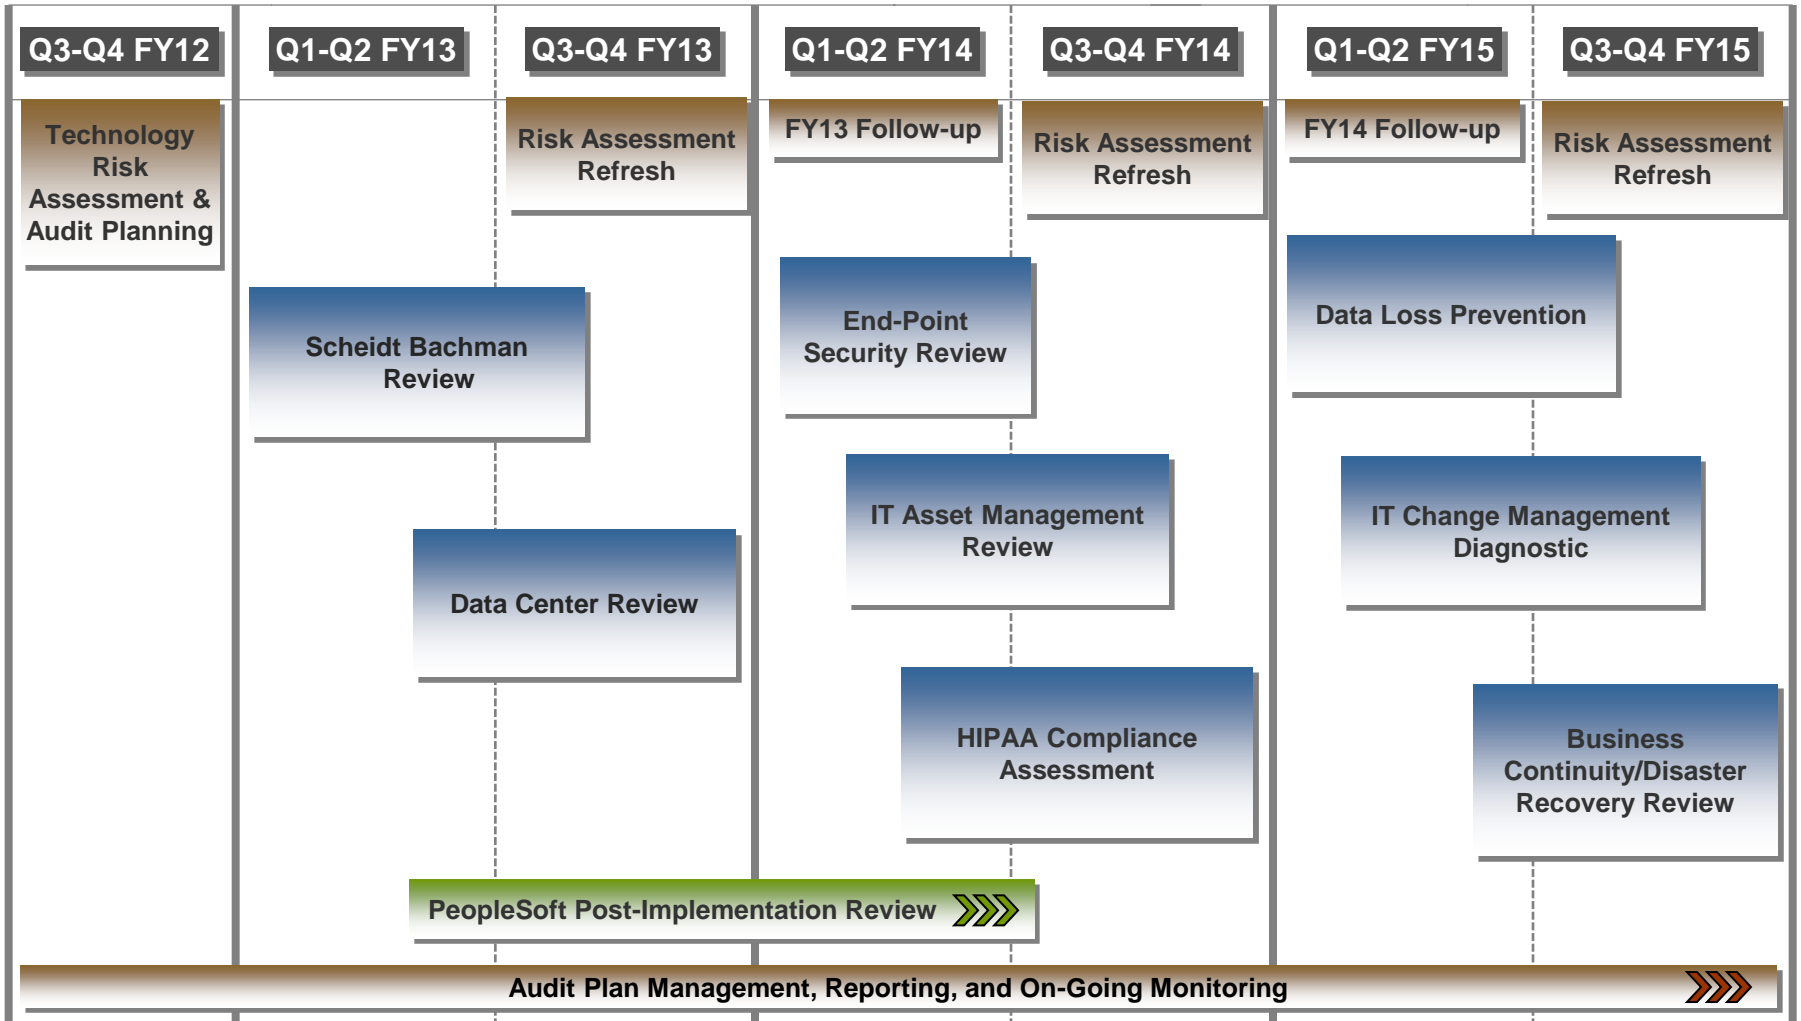 Q3-Q4 FY12
Q1-Q2 FY13
Q3-Q4 FY13
Q1-Q2 FY14
Q3-Q4 FY14
Q1-Q2 FY15
Q3-Q4 FY15
Technology
Risk
Assessment &
Audit Planning
Risk Assessment
Refresh
FY13 Follow-up
Risk Assessment
Refresh
FY14 Follow-up
Risk Assessment
Refresh
Scheidt Bachman
Review
End-Point
Security Review
Data Loss Prevention
Data Center Review
IT Asset Management
Review
IT Change Management
Diagnostic
HIPAA Compliance
Assessment
Business
Continuity/Disaster
Recovery Review
PeopleSoft Post-Implementation Review
Audit Plan Management, Reporting, and On-Going Monitoring